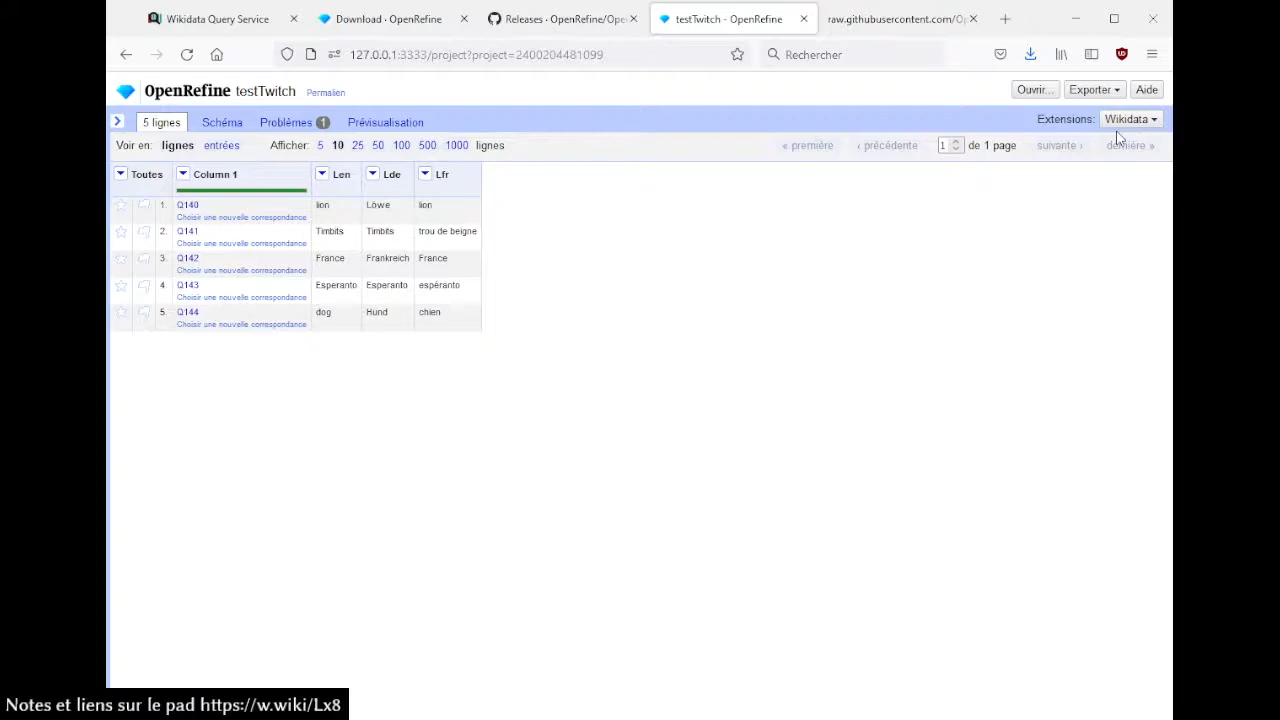 Wikidata Query Service
Download · OpenRefine
Releases · OpenRefine/Open
testTwitch - OpenRefine
raw.githubusercontent.com/Op
127.0.0.1:3333/project?project=2400204481099
Rechercher
OpenRefine testTwitch Permalien
Ouvrir... Exporter Aide
5 lignes Schéma Problèmes 1 Prévisualisation
Extensions: Wikidata
Voir en: lignes entrées Afficher: 5 10 25 50 100 500 1000 lignes
« première ‹ précédente 1 de 1 page suivante › dernière »
Toutes Column 1 Len Lde Lfr
1. Q140 lion Löwe lion
Choisir une nouvelle correspondance
2. Q141 Timbits Timbits trou de beigne
Choisir une nouvelle correspondance
3. Q142 France Frankreich France
Choisir une nouvelle correspondance
4. Q143 Esperanto Esperanto espéranto
Choisir une nouvelle correspondance
5. Q144 dog Hund chien
Choisir une nouvelle correspondance
Notes et liens sur le pad https://w.wiki/Lx8